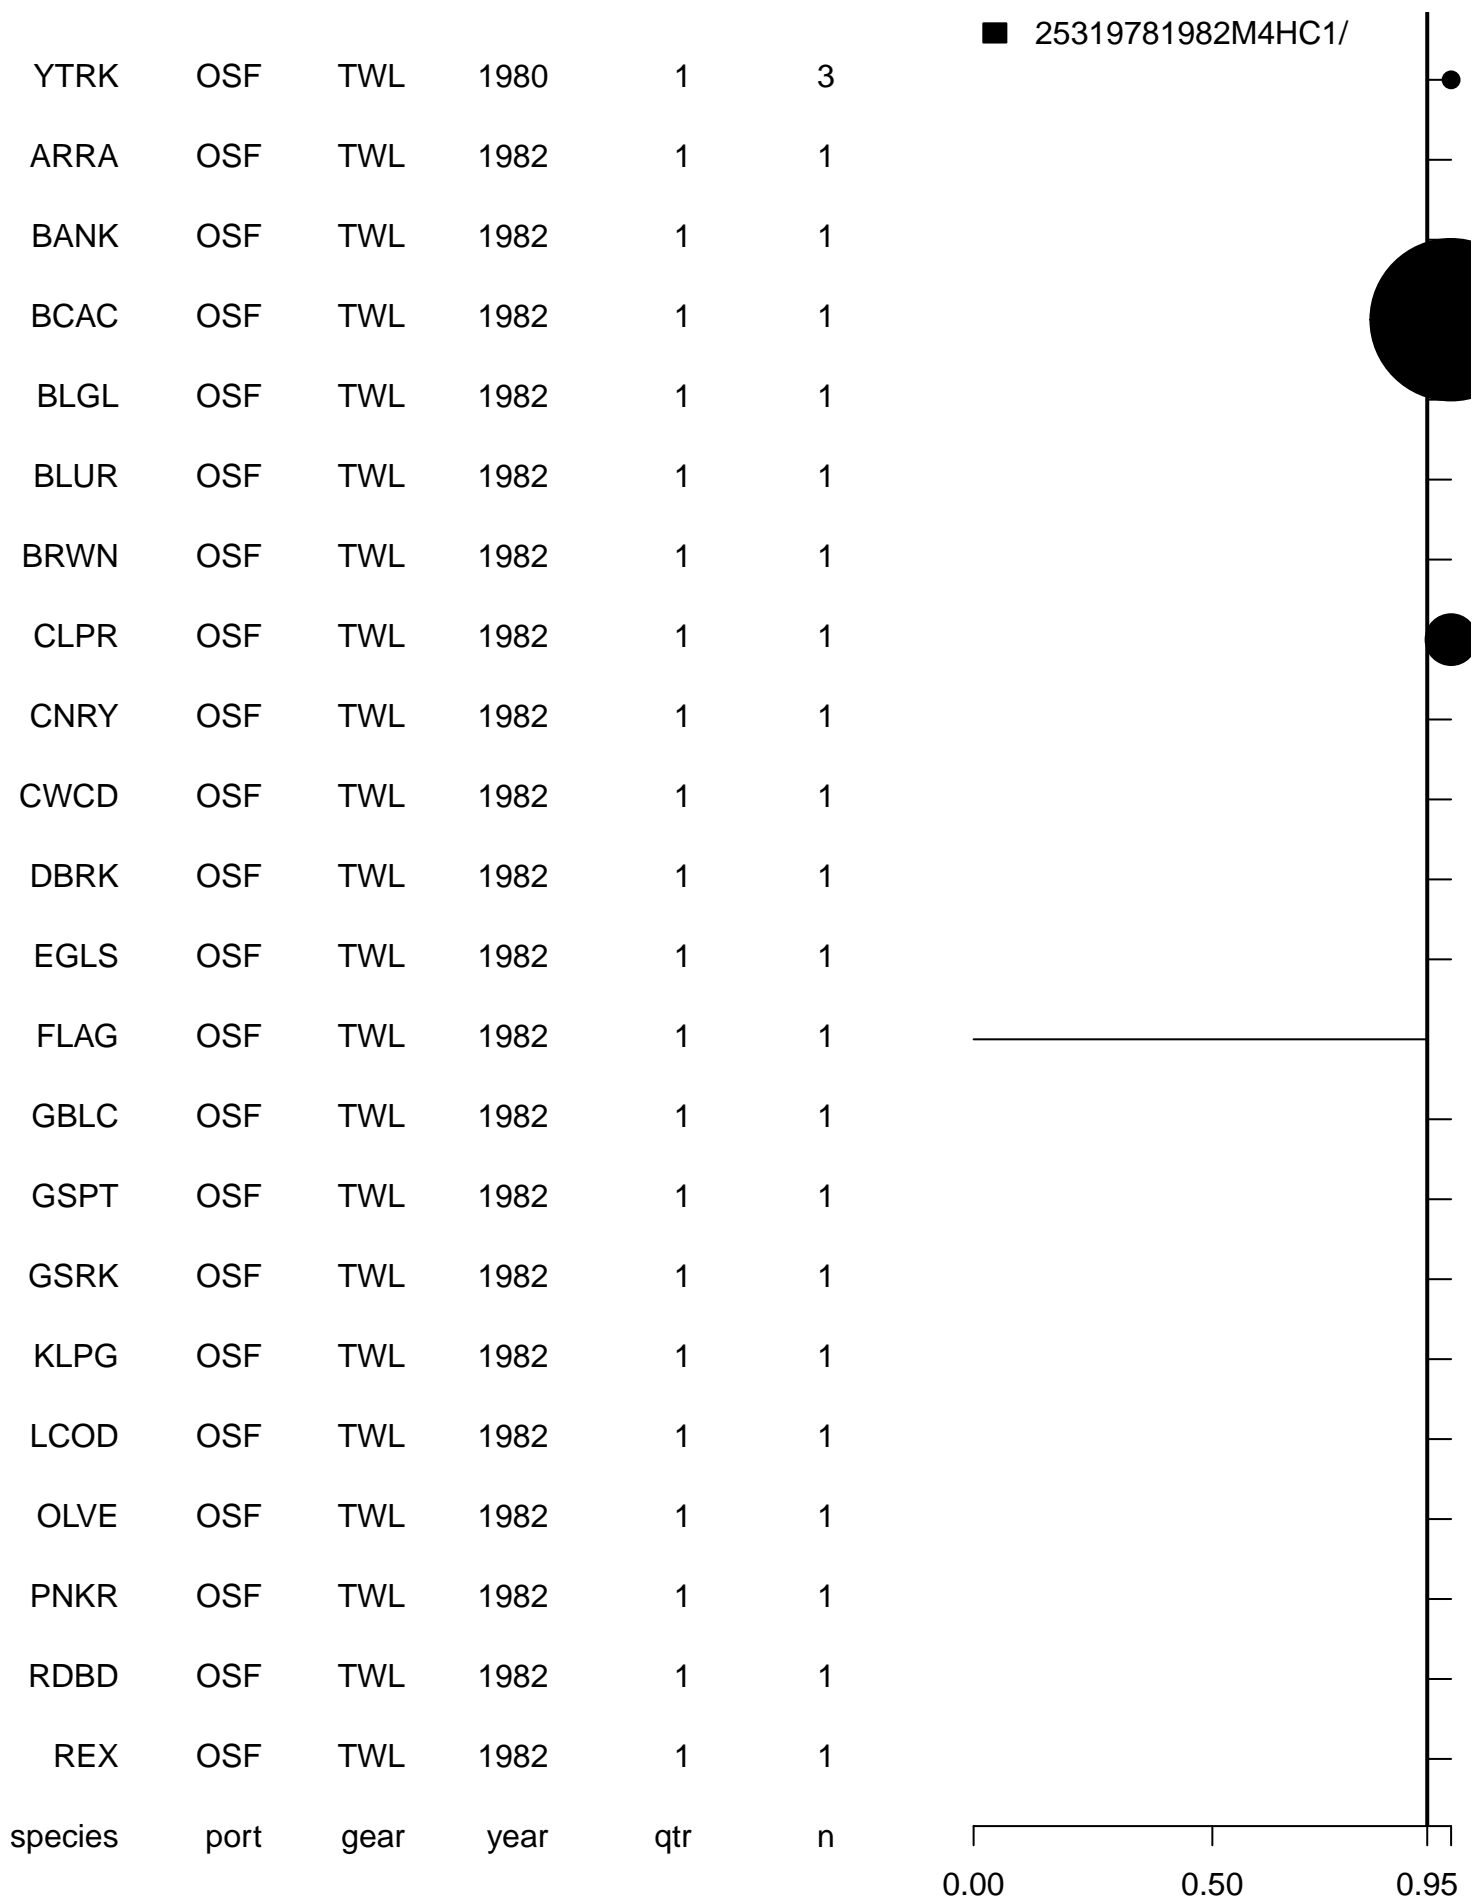 25319781982M4HC1/
YTRK OSF TWL 1980 1 3
ARRA OSF TWL 1982 1 1
BANK OSF TWL 1982 1 1
BCAC OSF TWL 1982 1 1
BLGL OSF TWL 1982 1 1
BLUR OSF TWL 1982 1 1
BRWN OSF TWL 1982 1 1
CLPR OSF TWL 1982 1 1
CNRY OSF TWL 1982 1 1
CWCD OSF TWL 1982 1 1
DBRK OSF TWL 1982 1 1
EGLS OSF TWL 1982 1 1
FLAG OSF TWL 1982 1 1
GBLC OSF TWL 1982 1 1
GSPT OSF TWL 1982 1 1
GSRK OSF TWL 1982 1 1
KLPG OSF TWL 1982 1 1
LCOD OSF TWL 1982 1 1
OLVE OSF TWL 1982 1 1
PNKR OSF TWL 1982 1 1
RDBD OSF TWL 1982 1 1
REX OSF TWL 1982 1 1
species port gear year qtr n
0.00 0.50 0.95